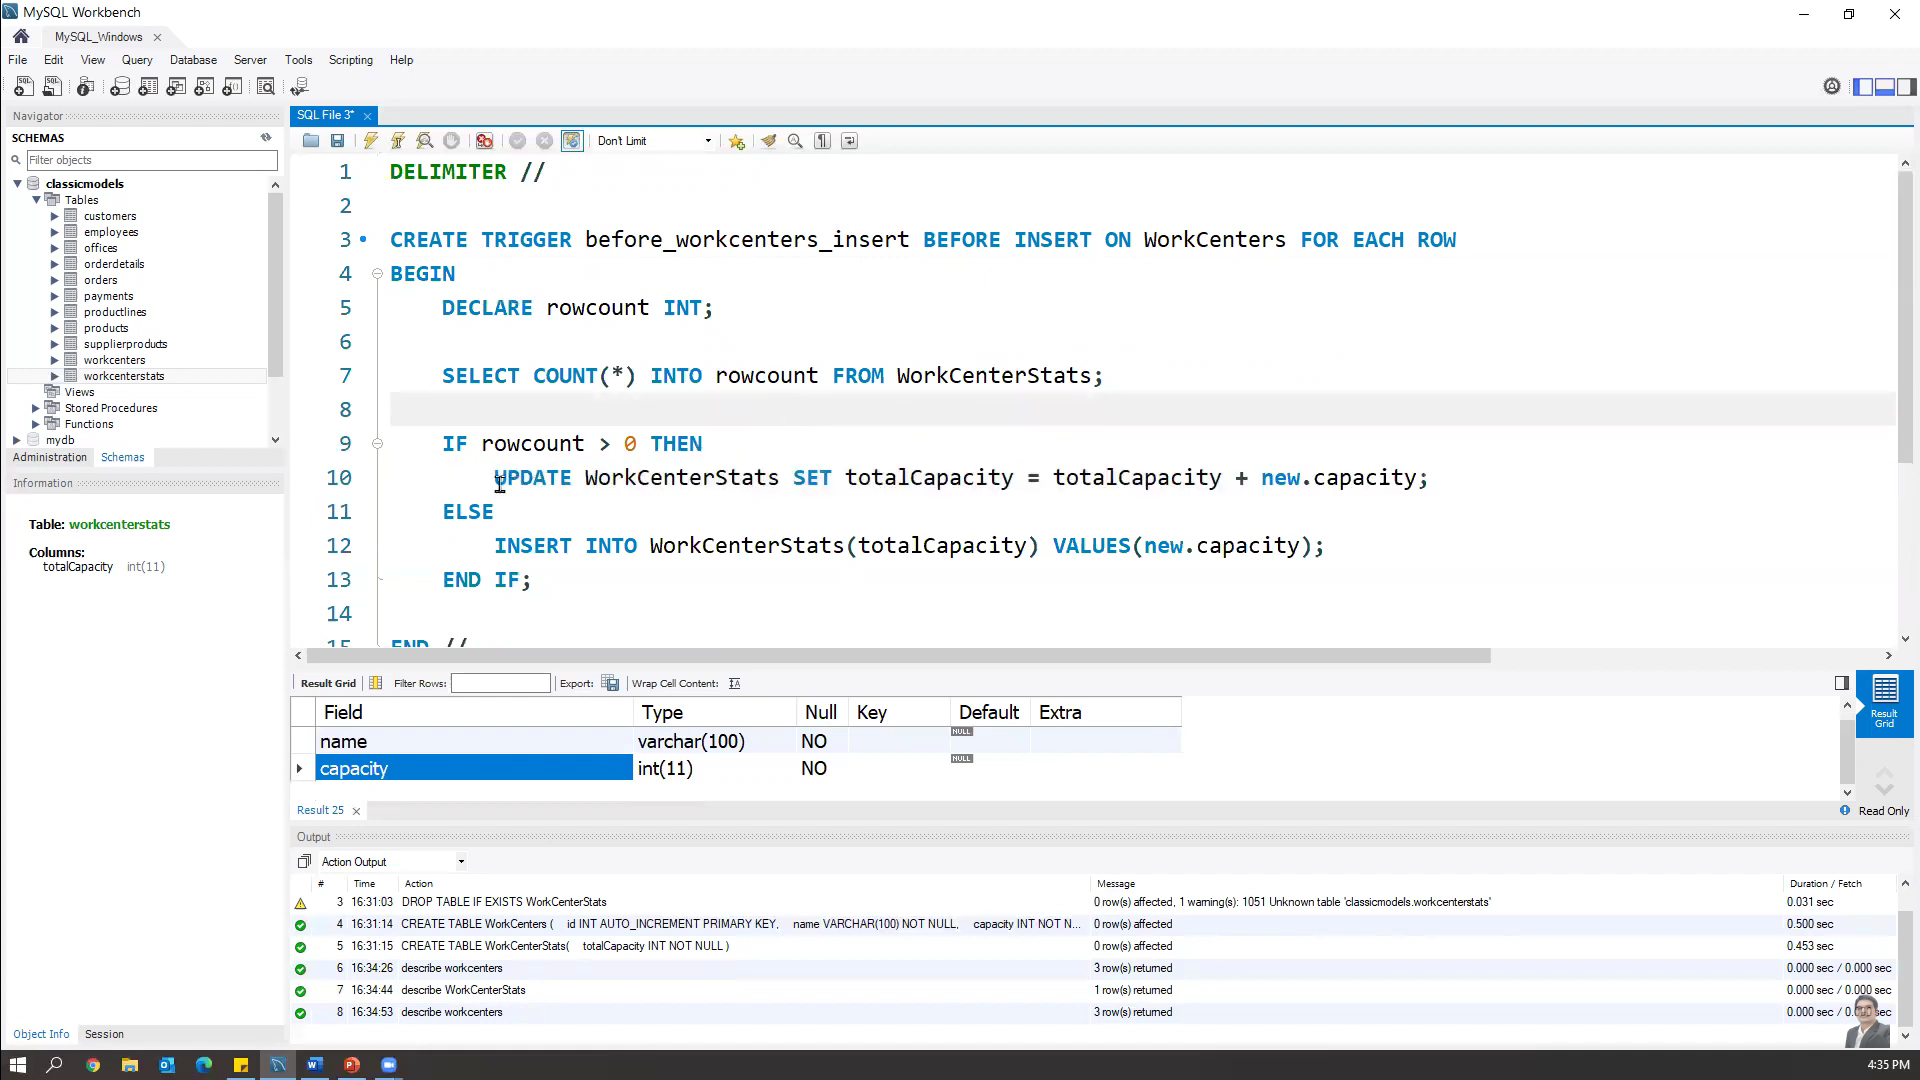 MySQL Workbench
MySQL_Windows
File Edit View Query Database Server Tools Scripting Help
Navigator
SCHEMAS
Filter objects
classicmodels
Tables
customers
employees
offices
orderdetails
orders
payments
productlines
products
supplierproducts
workcenters
workcenterstats
Views
Stored Procedures
Functions
mydb
Administration Schemas
Information
Table: workcenterstats
Columns:
totalCapacity int(11)
Object Info Session
SQL File 3*
Don't Limit
1 DELIMITER //
2
3 CREATE TRIGGER before_workcenters_insert BEFORE INSERT ON WorkCenters FOR EACH ROW
4 BEGIN
5 DECLARE rowcount INT;
6
7 SELECT COUNT(*) INTO rowcount FROM WorkCenterStats;
8
9 IF rowcount > 0 THEN
10 UPDATE WorkCenterStats SET totalCapacity = totalCapacity + new.capacity;
11 ELSE
12 INSERT INTO WorkCenterStats(totalCapacity) VALUES(new.capacity);
13 END IF;
14
15 END //
Result Grid Filter Rows: Export: Wrap Cell Content:
Field Type Null Key Default Extra
name varchar(100) NO NULL
capacity int(11) NO NULL
Result Grid
Result 25
Read Only
Output
Action Output
# Time Action Message Duration / Fetch
3 16:31:03 DROP TABLE IF EXISTS WorkCenterStats 0 row(s) affected, 1 warning(s): 1051 Unknown table 'classicmodels.workcenterstats' 0.031 sec
4 16:31:14 CREATE TABLE WorkCenters ( id INT AUTO_INCREMENT PRIMARY KEY, name VARCHAR(100) NOT NULL, capacity INT NOT N... 0 row(s) affected 0.500 sec
5 16:31:15 CREATE TABLE WorkCenterStats( totalCapacity INT NOT NULL ) 0 row(s) affected 0.453 sec
6 16:34:26 describe workcenters 3 row(s) returned 0.000 sec / 0.000 sec
7 16:34:44 describe WorkCenterStats 1 row(s) returned 0.000 sec / 0.000 sec
8 16:34:53 describe workcenters 3 row(s) returned 0.000 sec / 0.000 sec
4:35 PM